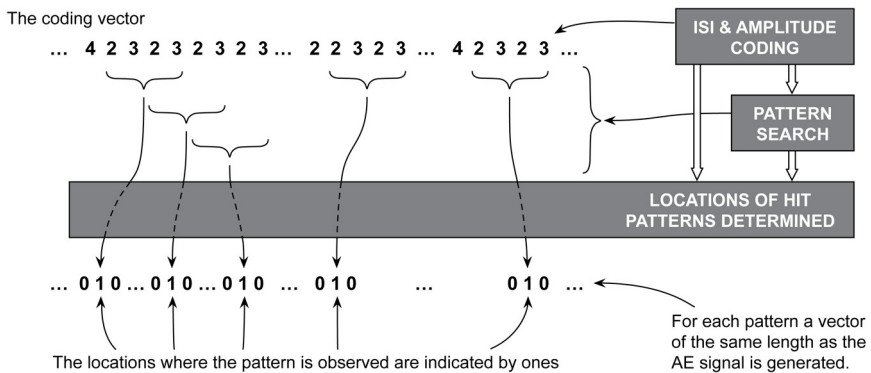 The coding vector
... 4 2 3 2 3 2 3 2 3 ... 2 2 3 2 3 ... 4 2 3 2 3 ...
ISI & AMPLITUDE
CODING
PATTERN
SEARCH
LOCATIONS OF HIT
PATTERNS DETERMINED
... 0 1 0 ... 0 1 0 ... 0 1 0 ... 0 1 0 ... 0 1 0 ...
The locations where the pattern is observed are indicated by ones
For each pattern a vector
of the same length as the
AE signal is generated.